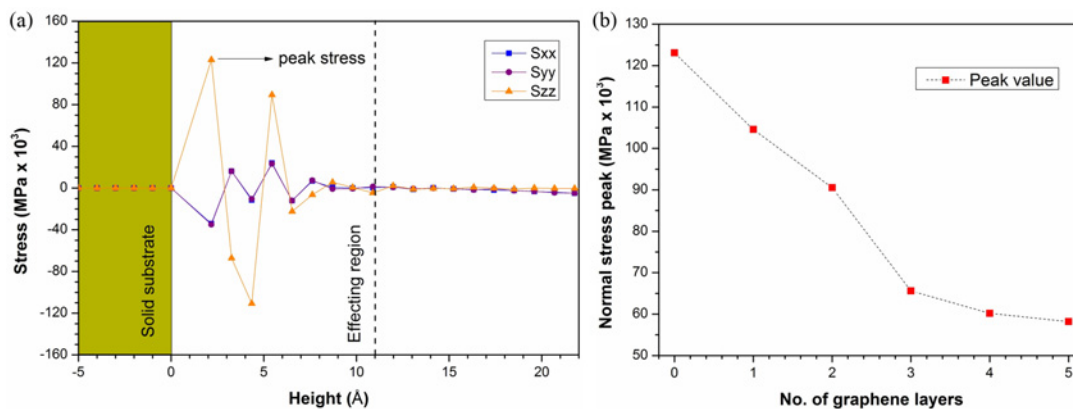 (a)
160
120
80
40
0
-40
-80
-120
-160
Stress (MPa x 10³)
Solid substrate
peak stress
Effecting region
Sxx
Syy
Szz
-5
0
5
10
15
20
Height (Å)
(b)
130
120
110
100
90
80
70
60
50
Normal stress peak (MPa x 10³)
Peak value
0
1
2
3
4
5
No. of graphene layers